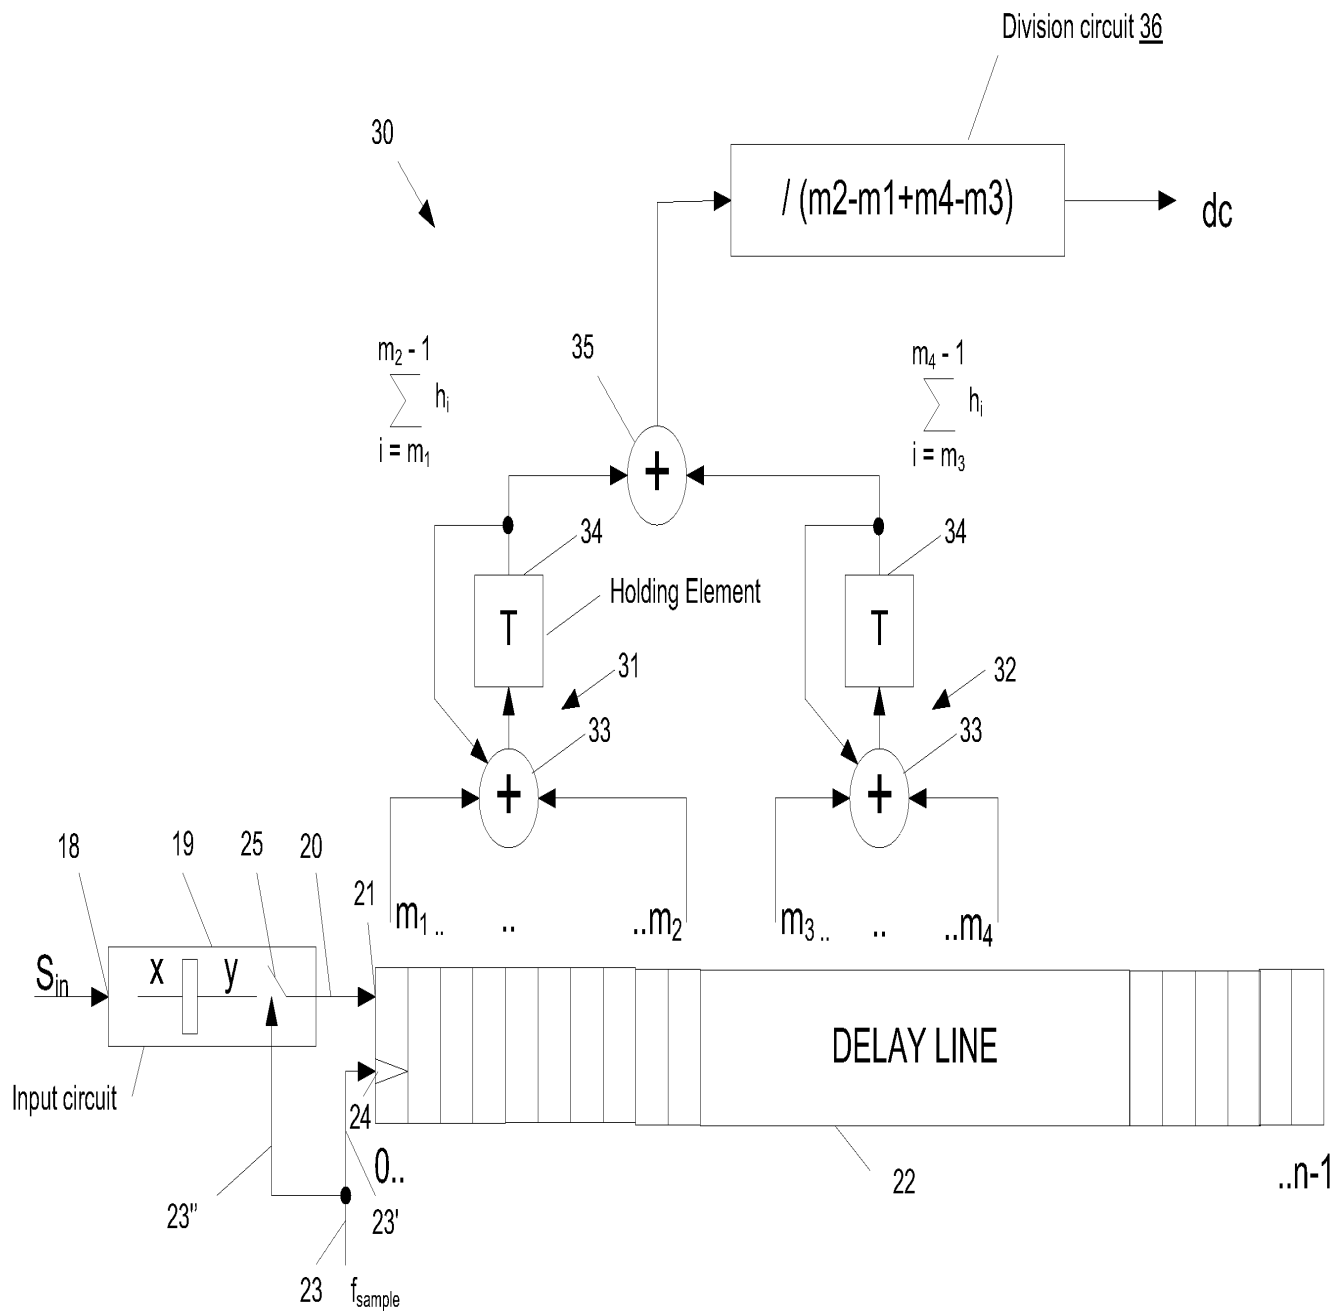 Division circuit 36
30
/ (m2-m1+m4-m3)
dc
m2 - 1
∑ hi
i = m1
35
m4 - 1
∑ hi
i = m3
+
34
34
T
Holding Element
T
31
32
33
33
+
+
18
19
25
20
21
m1..
..
..m2
m3..
..
..m4
Sin
x
y
DELAY LINE
Input circuit
24
0..
22
..n-1
23"
23'
23
fsample